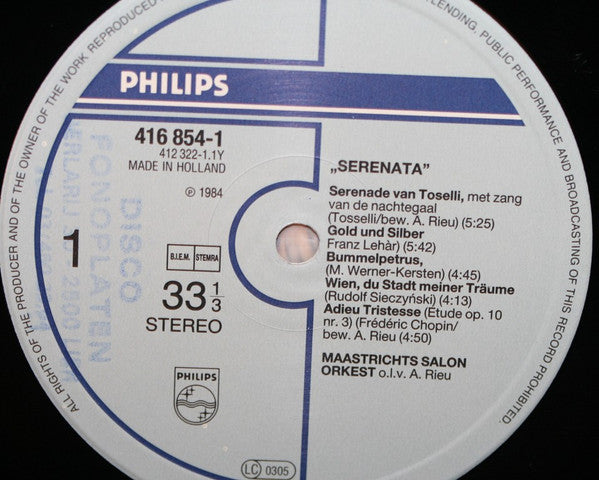 ALL RIGHTS OF THE PRODUCER AND OF THE OWNER OF THE WORK REPRODUCED
LENDING, PUBLIC PERFORMANCE AND BROADCASTING OF THIS RECORD PROHIBITED.
PHILIPS
416 854-1
412 322-1.1Y
MADE IN HOLLAND
℗ 1984
DISCO
FONOPLATEN
1
B.I.E.M. STEMRA
33 1/3
STEREO
PHILIPS
LC 0305
„SERENATA”
Serenade van Toselli, met zang
van de nachtegaal
(Tosselli/bew. A. Rieu) (5:25)
Gold und Silber
Franz Lehàr) (5:42)
Bummelpetrus,
(M. Werner-Kersten) (4:45)
Wien, du Stadt meiner Träume
(Rudolf Sieczyński) (4:13)
Adieu Tristesse (Etude op. 10
nr. 3) (Frédéric Chopin/
bew. A. Rieu) (4:50)
MAASTRICHTS SALON
ORKEST o.l.v. A. Rieu